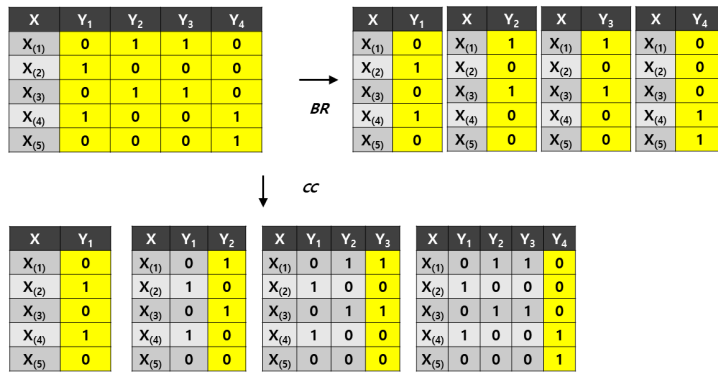 X Y₁ Y₂ Y₃ Y₄
X₍₁₎ 0 1 1 0
X₍₂₎ 1 0 0 0
X₍₃₎ 0 1 1 0
X₍₄₎ 1 0 0 1
X₍₅₎ 0 0 0 1
BR
X Y₁
X₍₁₎ 0
X₍₂₎ 1
X₍₃₎ 0
X₍₄₎ 1
X₍₅₎ 0
X Y₂
X₍₁₎ 1
X₍₂₎ 0
X₍₃₎ 1
X₍₄₎ 0
X₍₅₎ 0
X Y₃
X₍₁₎ 1
X₍₂₎ 0
X₍₃₎ 1
X₍₄₎ 0
X₍₅₎ 0
X Y₄
X₍₁₎ 0
X₍₂₎ 0
X₍₃₎ 0
X₍₄₎ 1
X₍₅₎ 1
CC
X Y₁
X₍₁₎ 0
X₍₂₎ 1
X₍₃₎ 0
X₍₄₎ 1
X₍₅₎ 0
X Y₁ Y₂
X₍₁₎ 0 1
X₍₂₎ 1 0
X₍₃₎ 0 1
X₍₄₎ 1 0
X₍₅₎ 0 0
X Y₁ Y₂ Y₃
X₍₁₎ 0 1 1
X₍₂₎ 1 0 0
X₍₃₎ 0 1 1
X₍₄₎ 1 0 0
X₍₅₎ 0 0 0
X Y₁ Y₂ Y₃ Y₄
X₍₁₎ 0 1 1 0
X₍₂₎ 1 0 0 0
X₍₃₎ 0 1 1 0
X₍₄₎ 1 0 0 1
X₍₅₎ 0 0 0 1